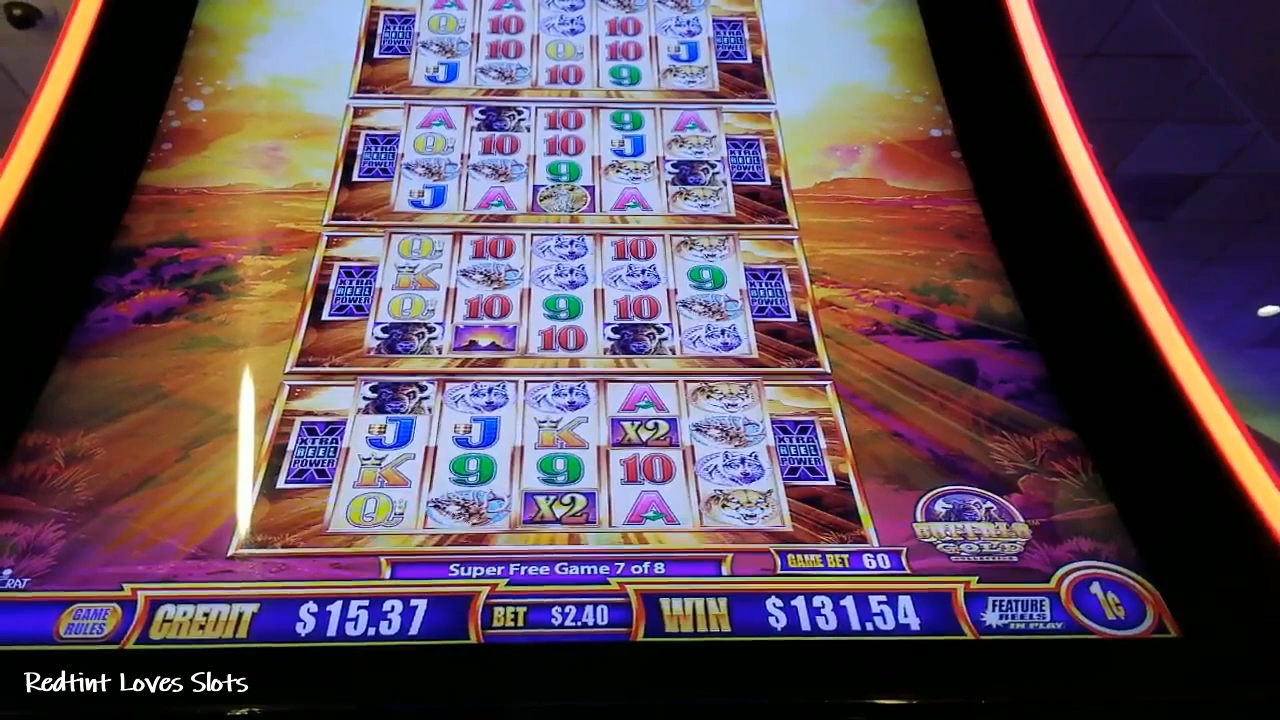 A A
Q 10 10
XTRA REEL POWER 10 Q 10 J XTRA REEL POWER
J 10 9
A 10 9 A
Q 10 10 J
XTRA REEL POWER 9 XTRA REEL POWER
J A A
Q 10 10
K 9
XTRA REEL POWER Q 10 9 10 XTRA REEL POWER
10
A
J J K X2
XTRA REEL POWER K 9 9 10 XTRA REEL POWER
Q X2 A
BUFFALO
GOLD
Super Free Game 7 of 8
GAME BET 60
GAME RULES
CREDIT $15.37
BET $2.40
WIN $131.54
FEATURE
REELS
IN PLAY
1¢
Redtint Loves Slots